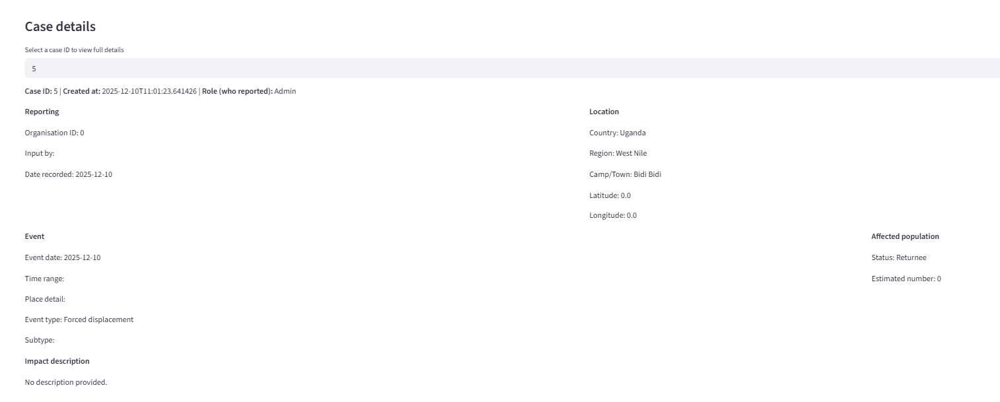 Case details
Select a case ID to view full details
5
Case ID: 5 | Created at: 2025-12-10T11:01:23.641426 | Role (who reported): Admin
Reporting
Organisation ID: 0
Input by:
Date recorded: 2025-12-10
Location
Country: Uganda
Region: West Nile
Camp/Town: Bidi Bidi
Latitude: 0.0
Longitude: 0.0
Event
Event date: 2025-12-10
Time range:
Place detail:
Event type: Forced displacement
Subtype:
Affected population
Status: Returnee
Estimated number: 0
Impact description
No description provided.